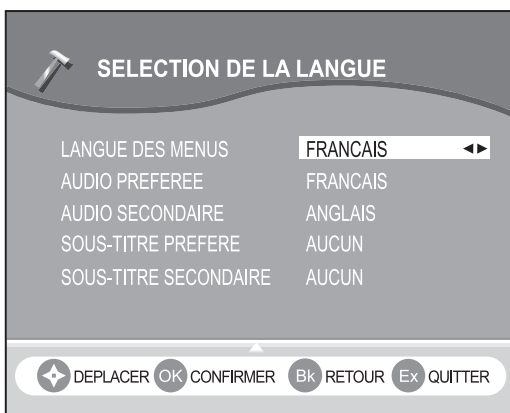 SELECTION DE LA LANGUE
LANGUE DES MENUS FRANCAIS
AUDIO PREFEREE FRANCAIS
AUDIO SECONDAIRE ANGLAIS
SOUS-TITRE PREFERE AUCUN
SOUS-TITRE SECONDAIRE AUCUN
DEPLACER OK CONFIRMER Bk RETOUR Ex QUITTER